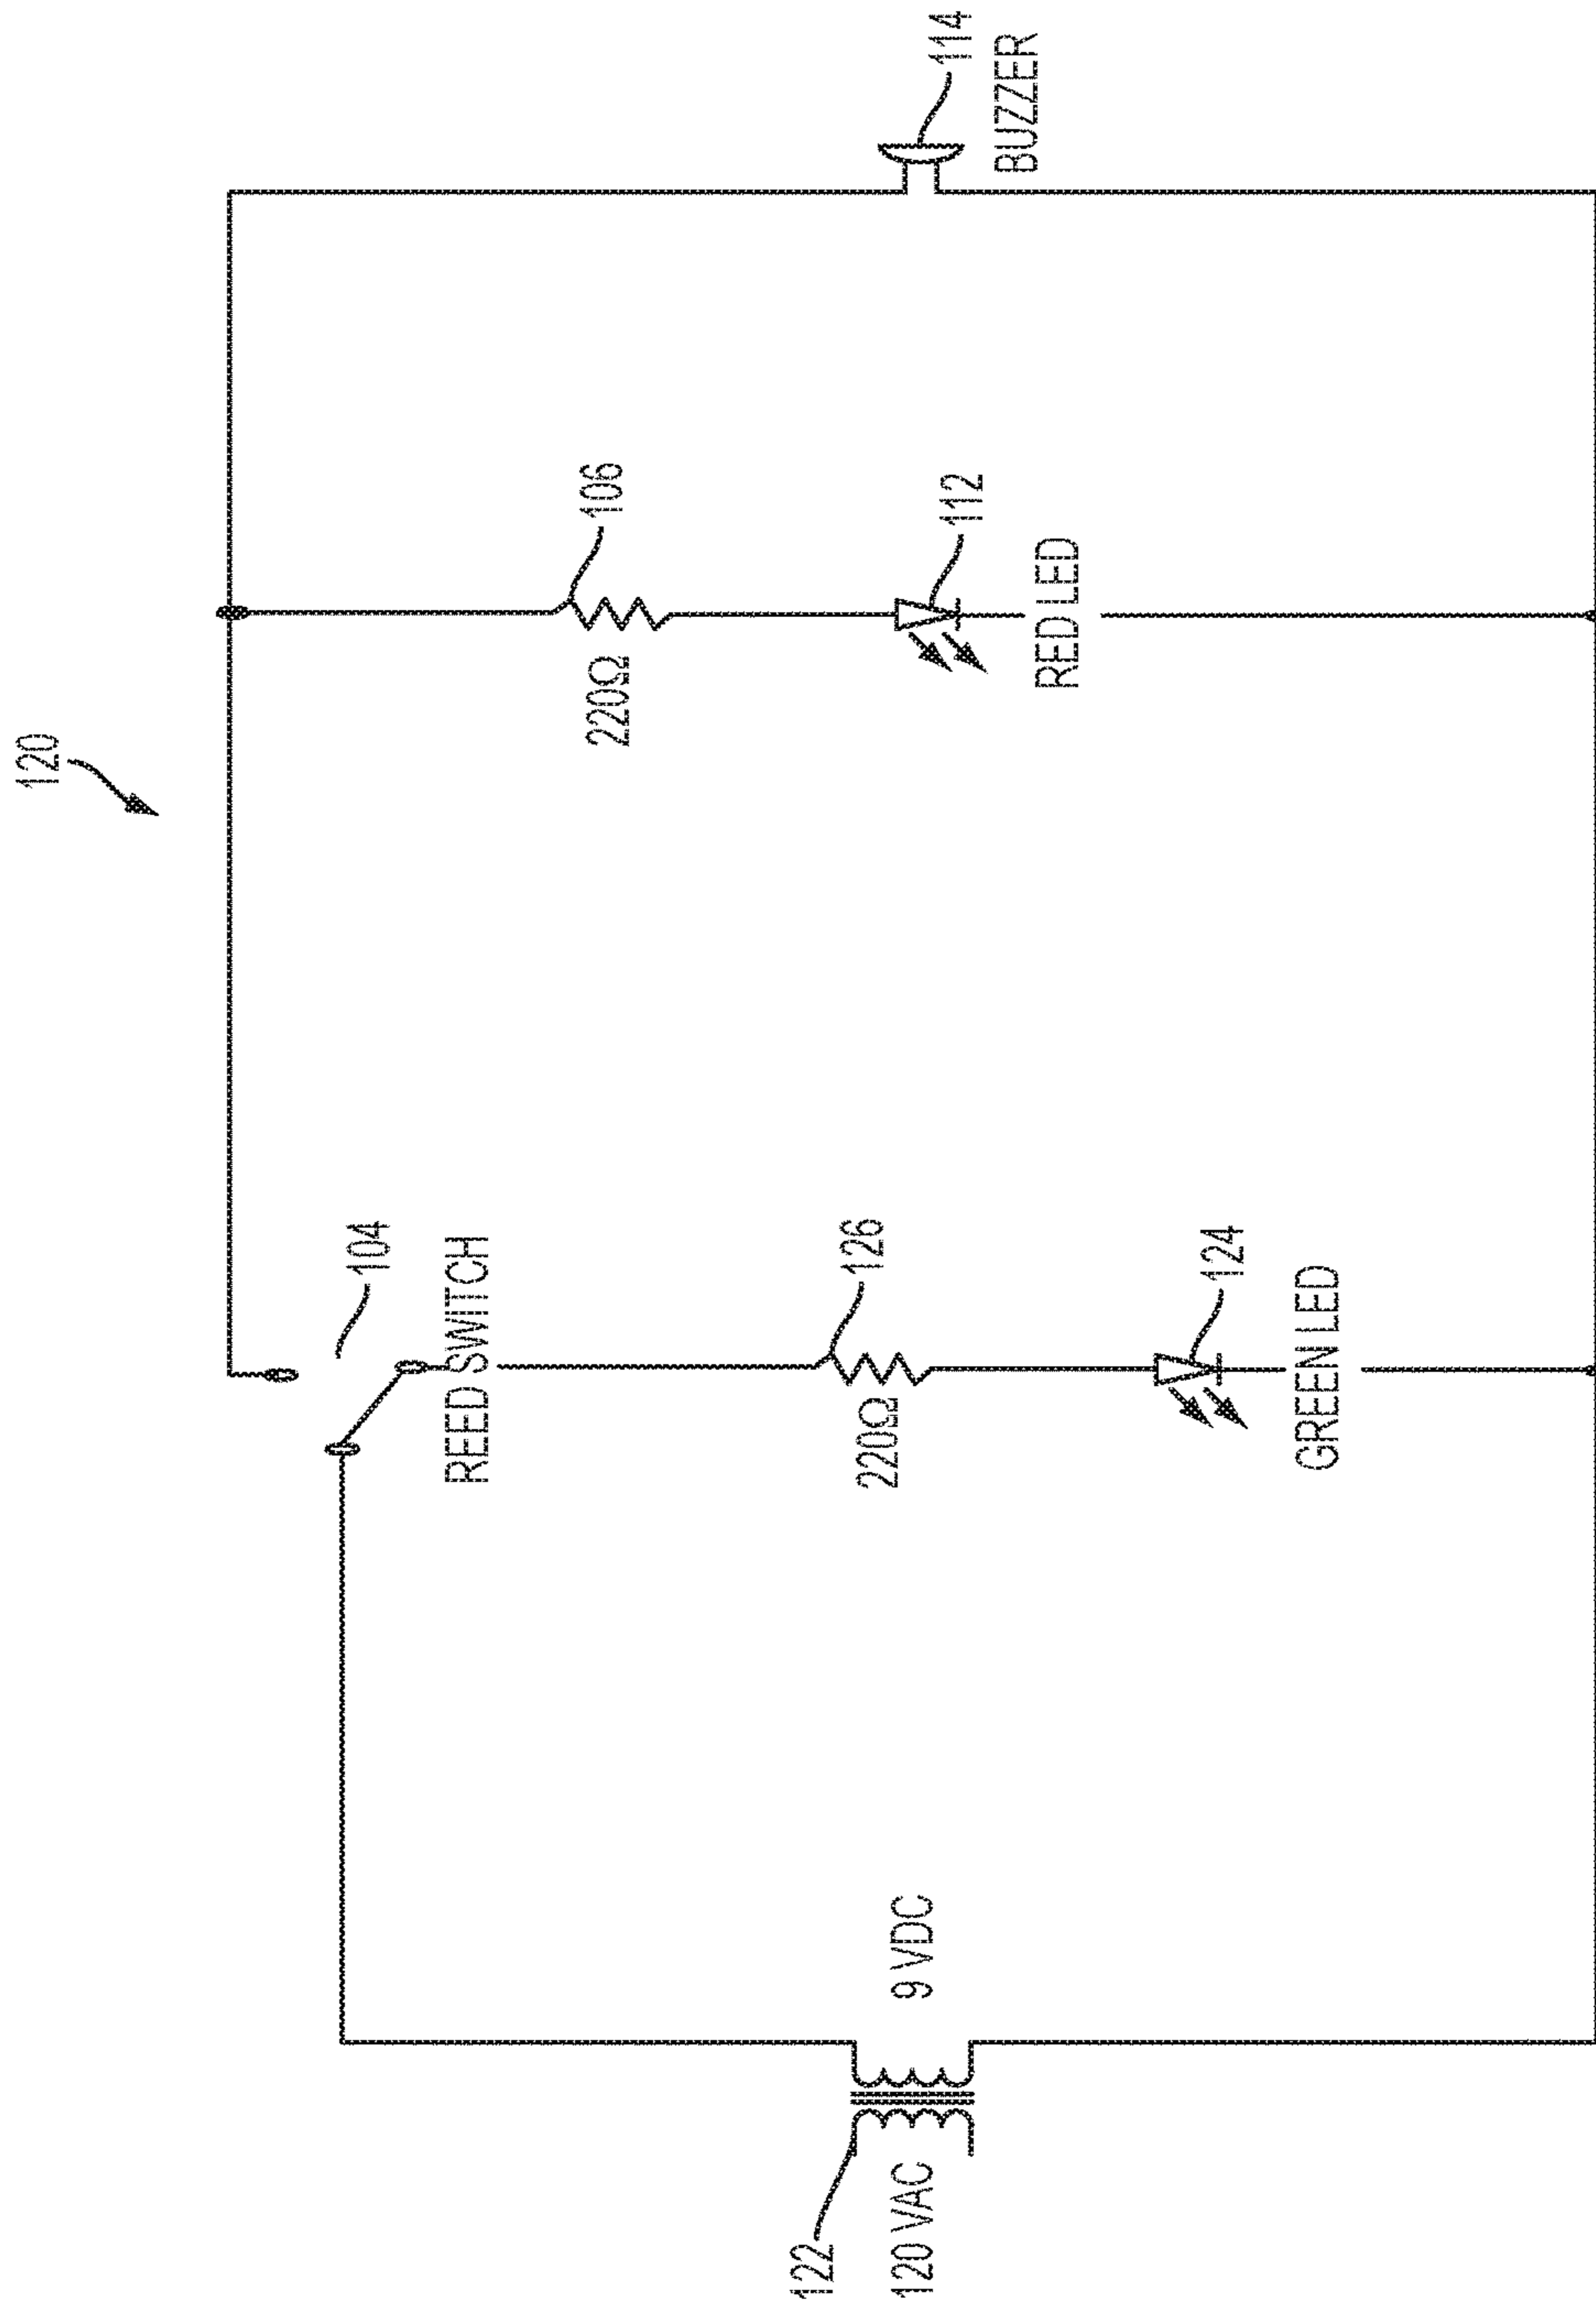 120
104
REED SWITCH
106
220Ω
126
220Ω
112
RED LED
124
GREEN LED
114
BUZZER
9 VDC
122
120 VAC